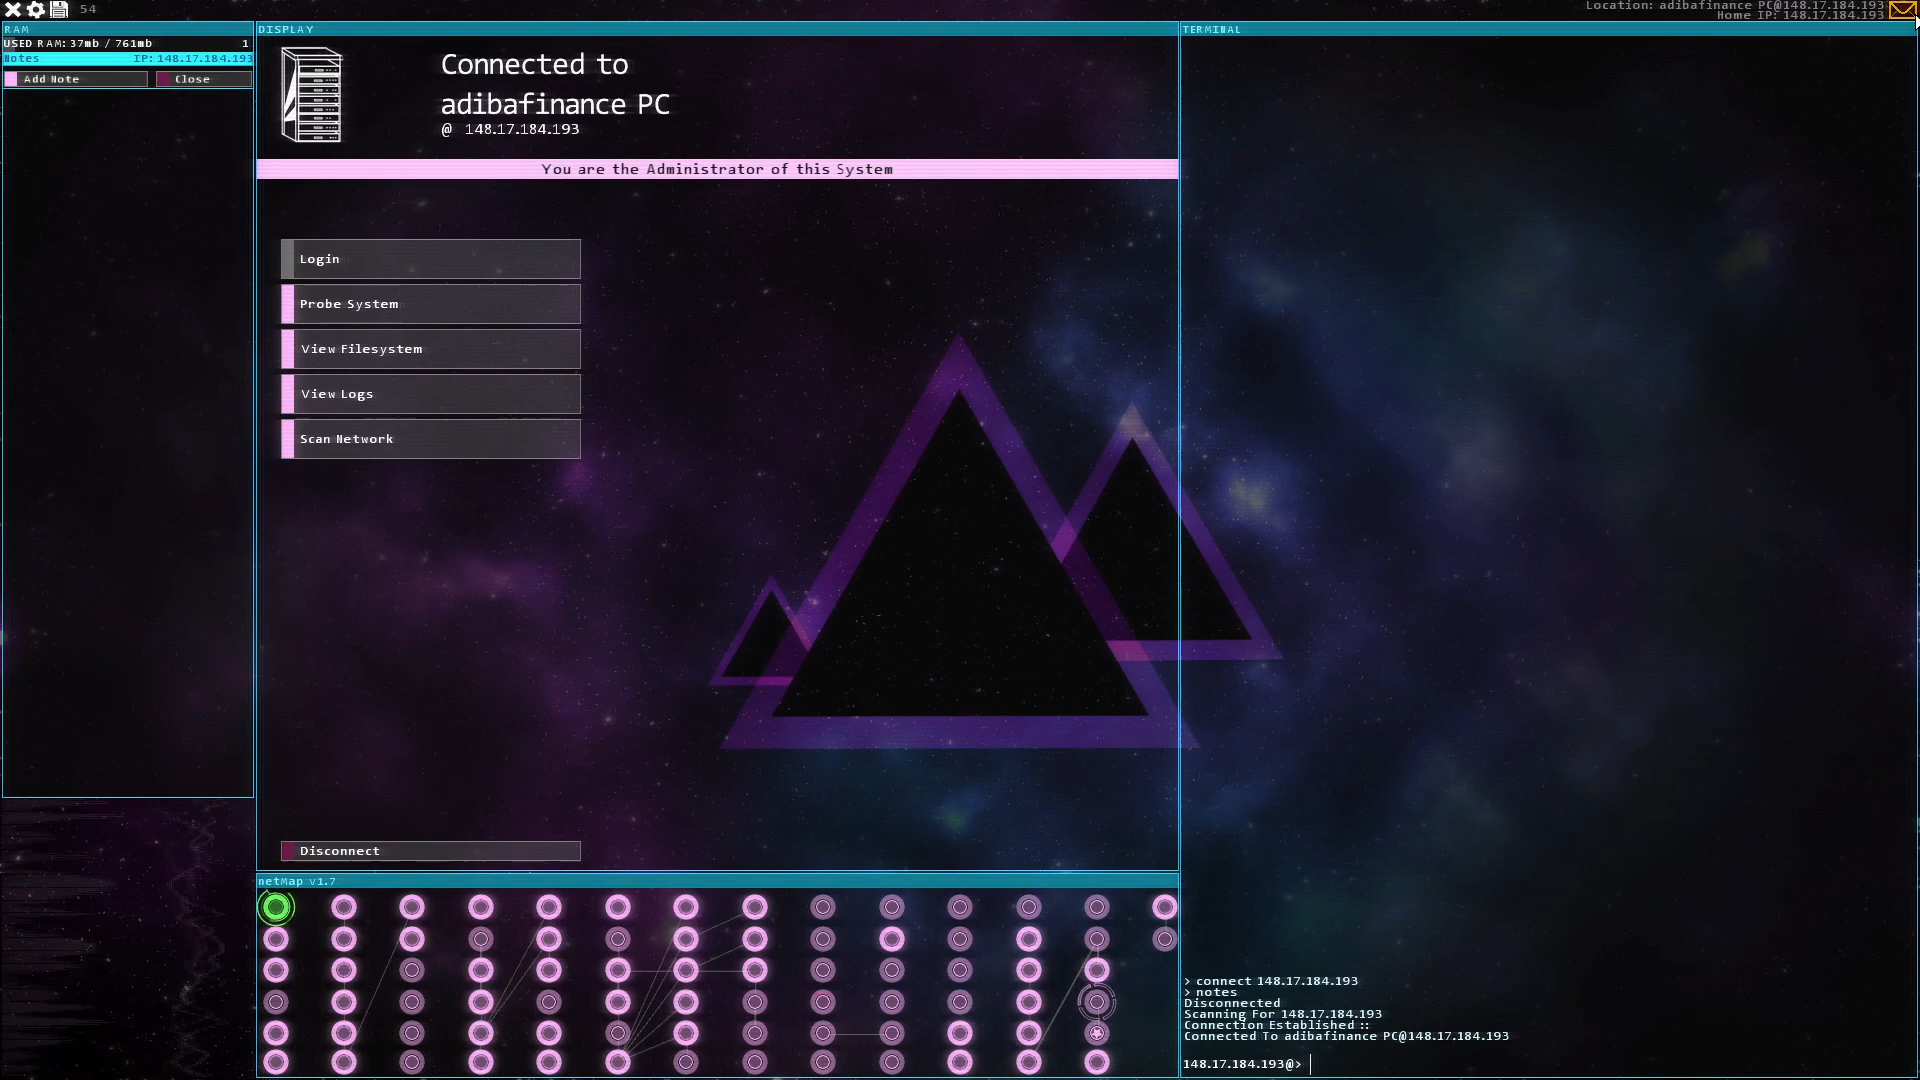 54
Location: adibafinance PC@148.17.184.193
Home IP: 148.17.184.193
RAM
USED RAM: 37mb / 761mb 1
Notes IP: 148.17.184.193
Add Note Close
DISPLAY
Connected to
adibafinance PC
@ 148.17.184.193
You are the Administrator of this System
Login
Probe System
View Filesystem
View Logs
Scan Network
Disconnect
netMap v1.7
TERMINAL
> connect 148.17.184.193
> notes
Disconnected
Scanning For 148.17.184.193
Connection Established ::
Connected To adibafinance PC@148.17.184.193
148.17.184.193@>